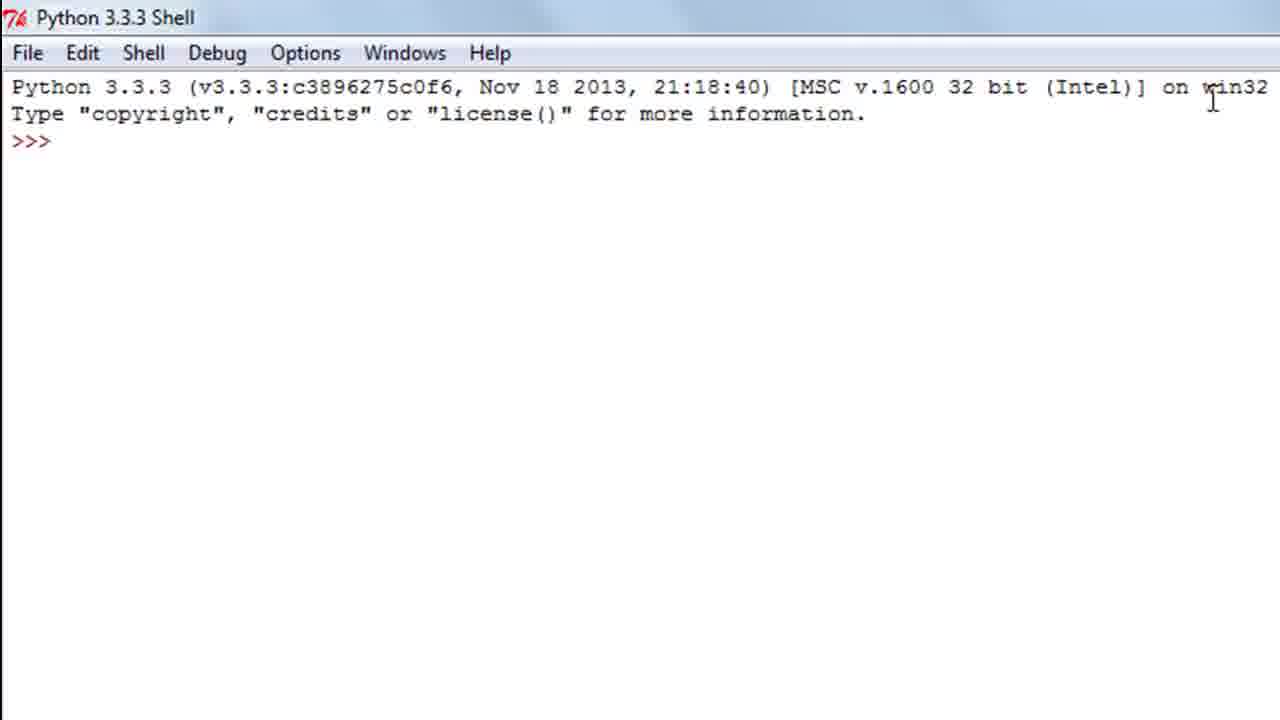 Python 3.3.3 Shell
File Edit Shell Debug Options Windows Help
Python 3.3.3 (v3.3.3:c3896275c0f6, Nov 18 2013, 21:18:40) [MSC v.1600 32 bit (Intel)] on win32
Type "copyright", "credits" or "license()" for more information.
>>>